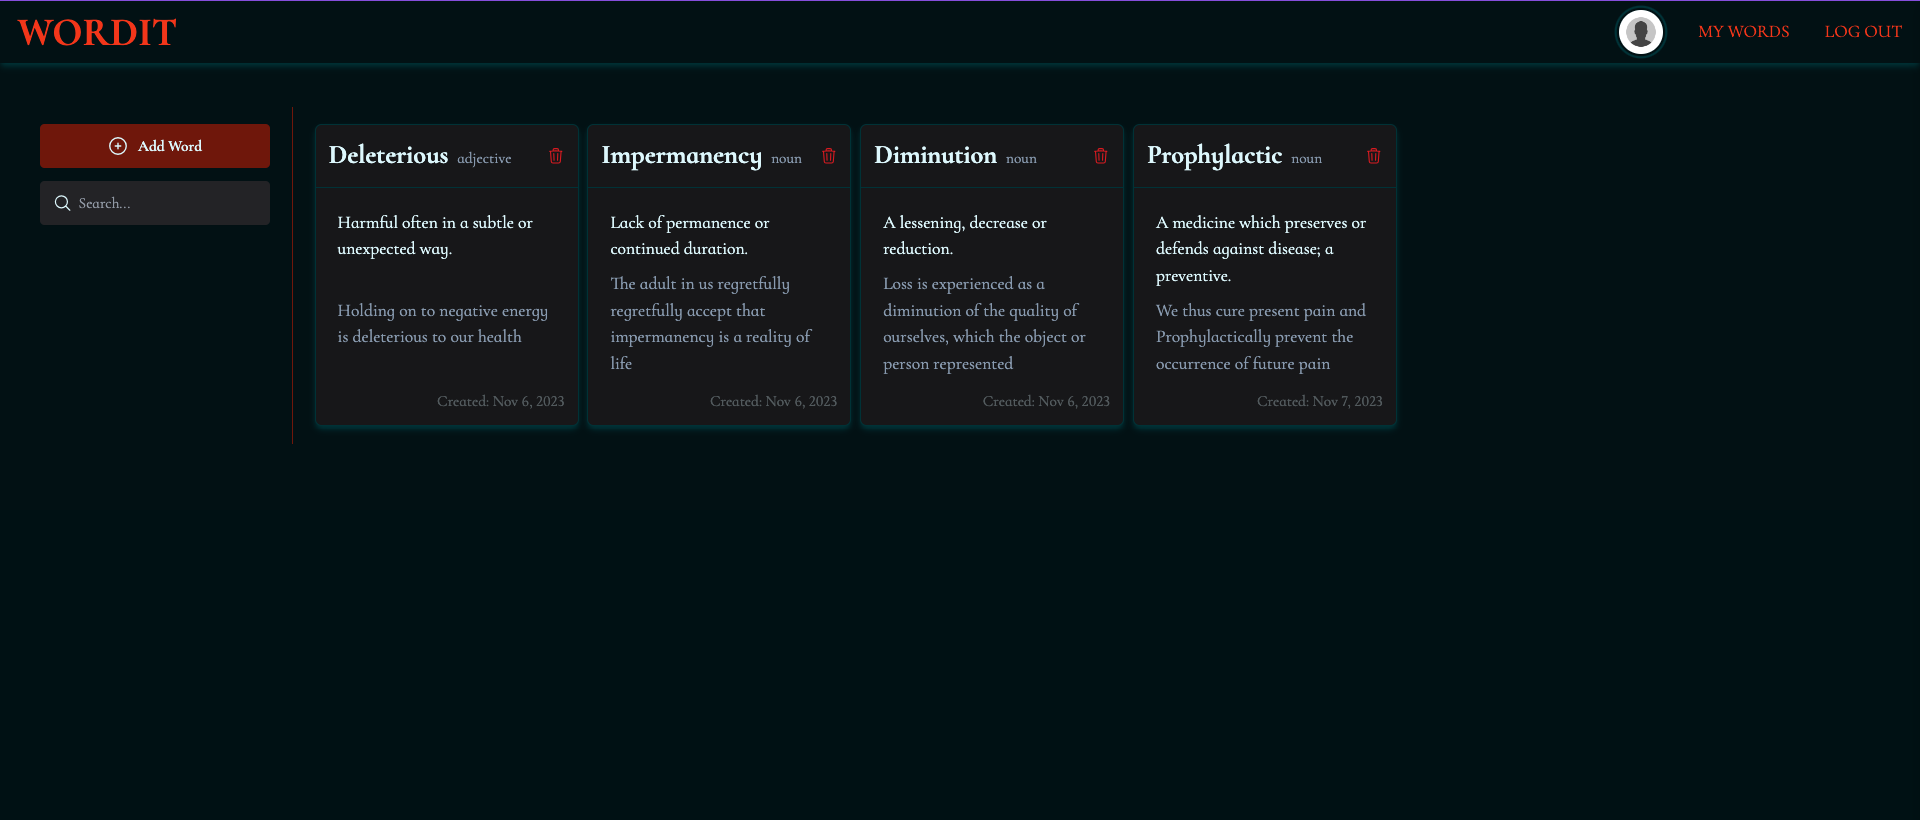 WORDIT
MY WORDS
LOG OUT
Add Word
Search...
Deleterious adjective
Harmful often in a subtle or
unexpected way.
Holding on to negative energy
is deleterious to our health
Created: Nov 6, 2023
Impermanency noun
Lack of permanence or
continued duration.
The adult in us regretfully
regretfully accept that
impermanency is a reality of
life
Created: Nov 6, 2023
Diminution noun
A lessening, decrease or
reduction.
Loss is experienced as a
diminution of the quality of
ourselves, which the object or
person represented
Created: Nov 6, 2023
Prophylactic noun
A medicine which preserves or
defends against disease; a
preventive.
We thus cure present pain and
Prophylactically prevent the
occurrence of future pain
Created: Nov 7, 2023